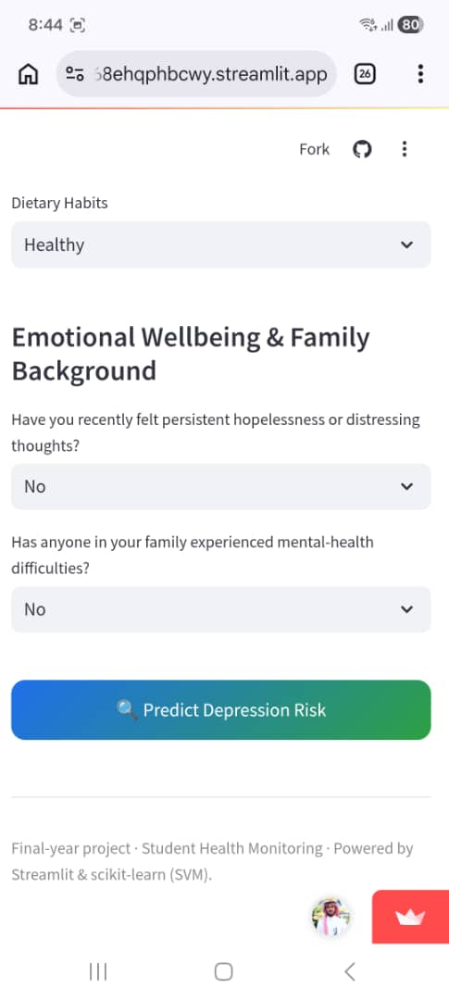 8:44
80
68ehqphbcwy.streamlit.app
26
Fork
Dietary Habits
Healthy
Emotional Wellbeing & Family
Background
Have you recently felt persistent hopelessness or distressing
thoughts?
No
Has anyone in your family experienced mental-health
difficulties?
No
🔍 Predict Depression Risk
Final-year project · Student Health Monitoring · Powered by
Streamlit & scikit-learn (SVM).